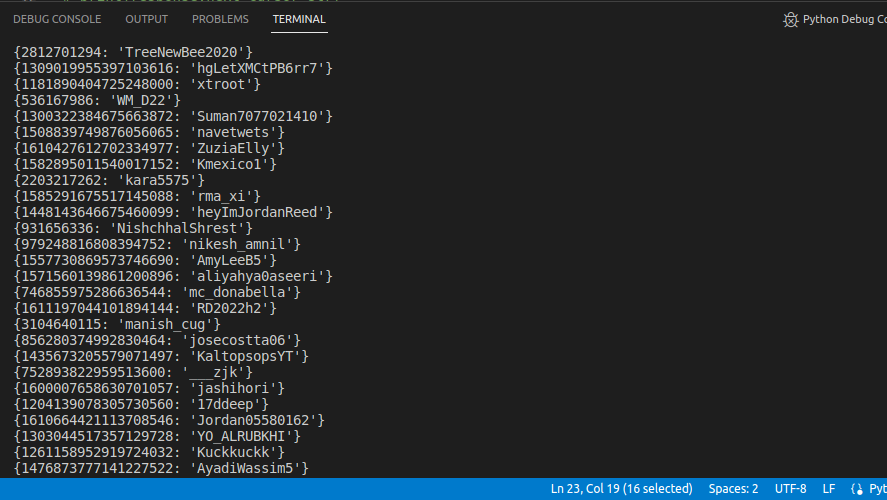 DEBUG CONSOLE OUTPUT PROBLEMS TERMINAL Python Debug Co
{2812701294: 'TreeNewBee2020'}
{1309019955397103616: 'hgLetXMCtPB6rr7'}
{1181890404725248000: 'xtroot'}
{536167986: 'WM_D22'}
{1300322384675663872: 'Suman7077021410'}
{1508839749876056065: 'navetwets'}
{1610427612702334977: 'ZuziaElly'}
{1582895011540017152: 'Kmexico1'}
{2203217262: 'kara5575'}
{1585291675517145088: 'rma_xi'}
{1448143646675460099: 'heyImJordanReed'}
{931656336: 'NishchhalShrest'}
{979248816808394752: 'nikesh_amnil'}
{1557730869573746690: 'AmyLeeB5'}
{1571560139861200896: 'aliyahya0aseeri'}
{746855975286636544: 'mc_donabella'}
{1611197044101894144: 'RD2022h2'}
{3104640115: 'manish_cug'}
{856280374992830464: 'josecostta06'}
{1435673205579071497: 'KaltopsopsYT'}
{752893822959513600: '___zjk'}
{1600007658630701057: 'jashihori'}
{1204139078305730560: '17ddeep'}
{1610664421113708546: 'Jordan05580162'}
{1303044517357129728: 'YO_ALRUBKHI'}
{1261158952919724032: 'Kuckkuckk'}
{1476873777141227522: 'AyadiWassim5'}
Ln 23, Col 19 (16 selected) Spaces: 2 UTF-8 LF Pyt